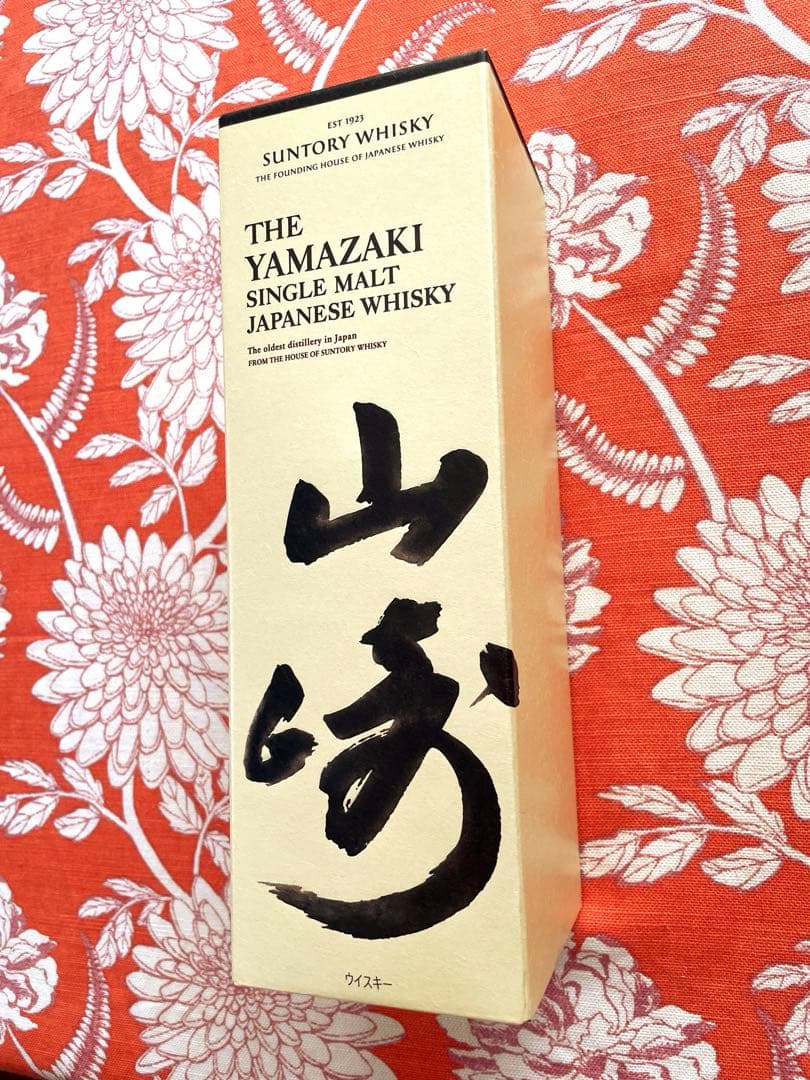 EST 1923
SUNTORY WHISKY
THE FOUNDING HOUSE OF JAPANESE WHISKY
THE
YAMAZAKI
SINGLE MALT
JAPANESE WHISKY
The oldest distillery in Japan
FROM THE HOUSE OF SUNTORY WHISKY
山
崎
ウイスキー